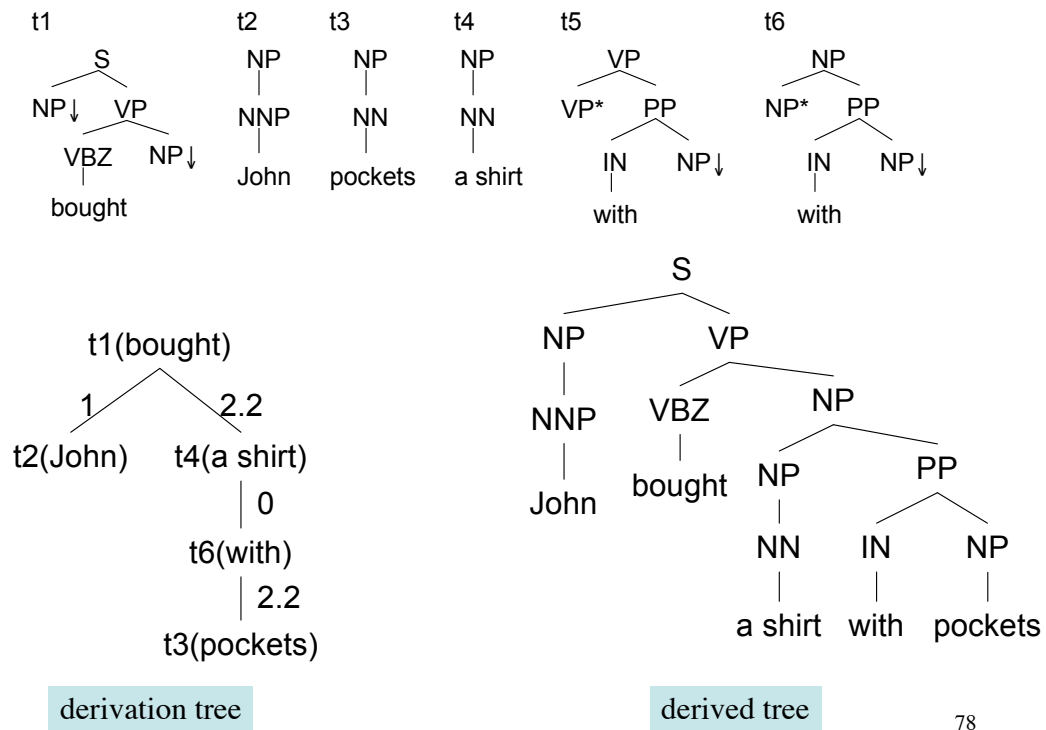 t1 t2 t3 t4 t5 t6
S NP NP NP VP NP
NP↓ VP NNP NN NN VP* PP NP* PP
VBZ NP↓ John pockets a shirt IN NP↓ IN NP↓
bought with with
S
t1(bought) NP VP
1 2.2 NNP VBZ NP
t2(John) t4(a shirt) John bought NP PP
0
t6(with) NN IN NP
2.2
t3(pockets) a shirt with pockets
derivation tree derived tree
78